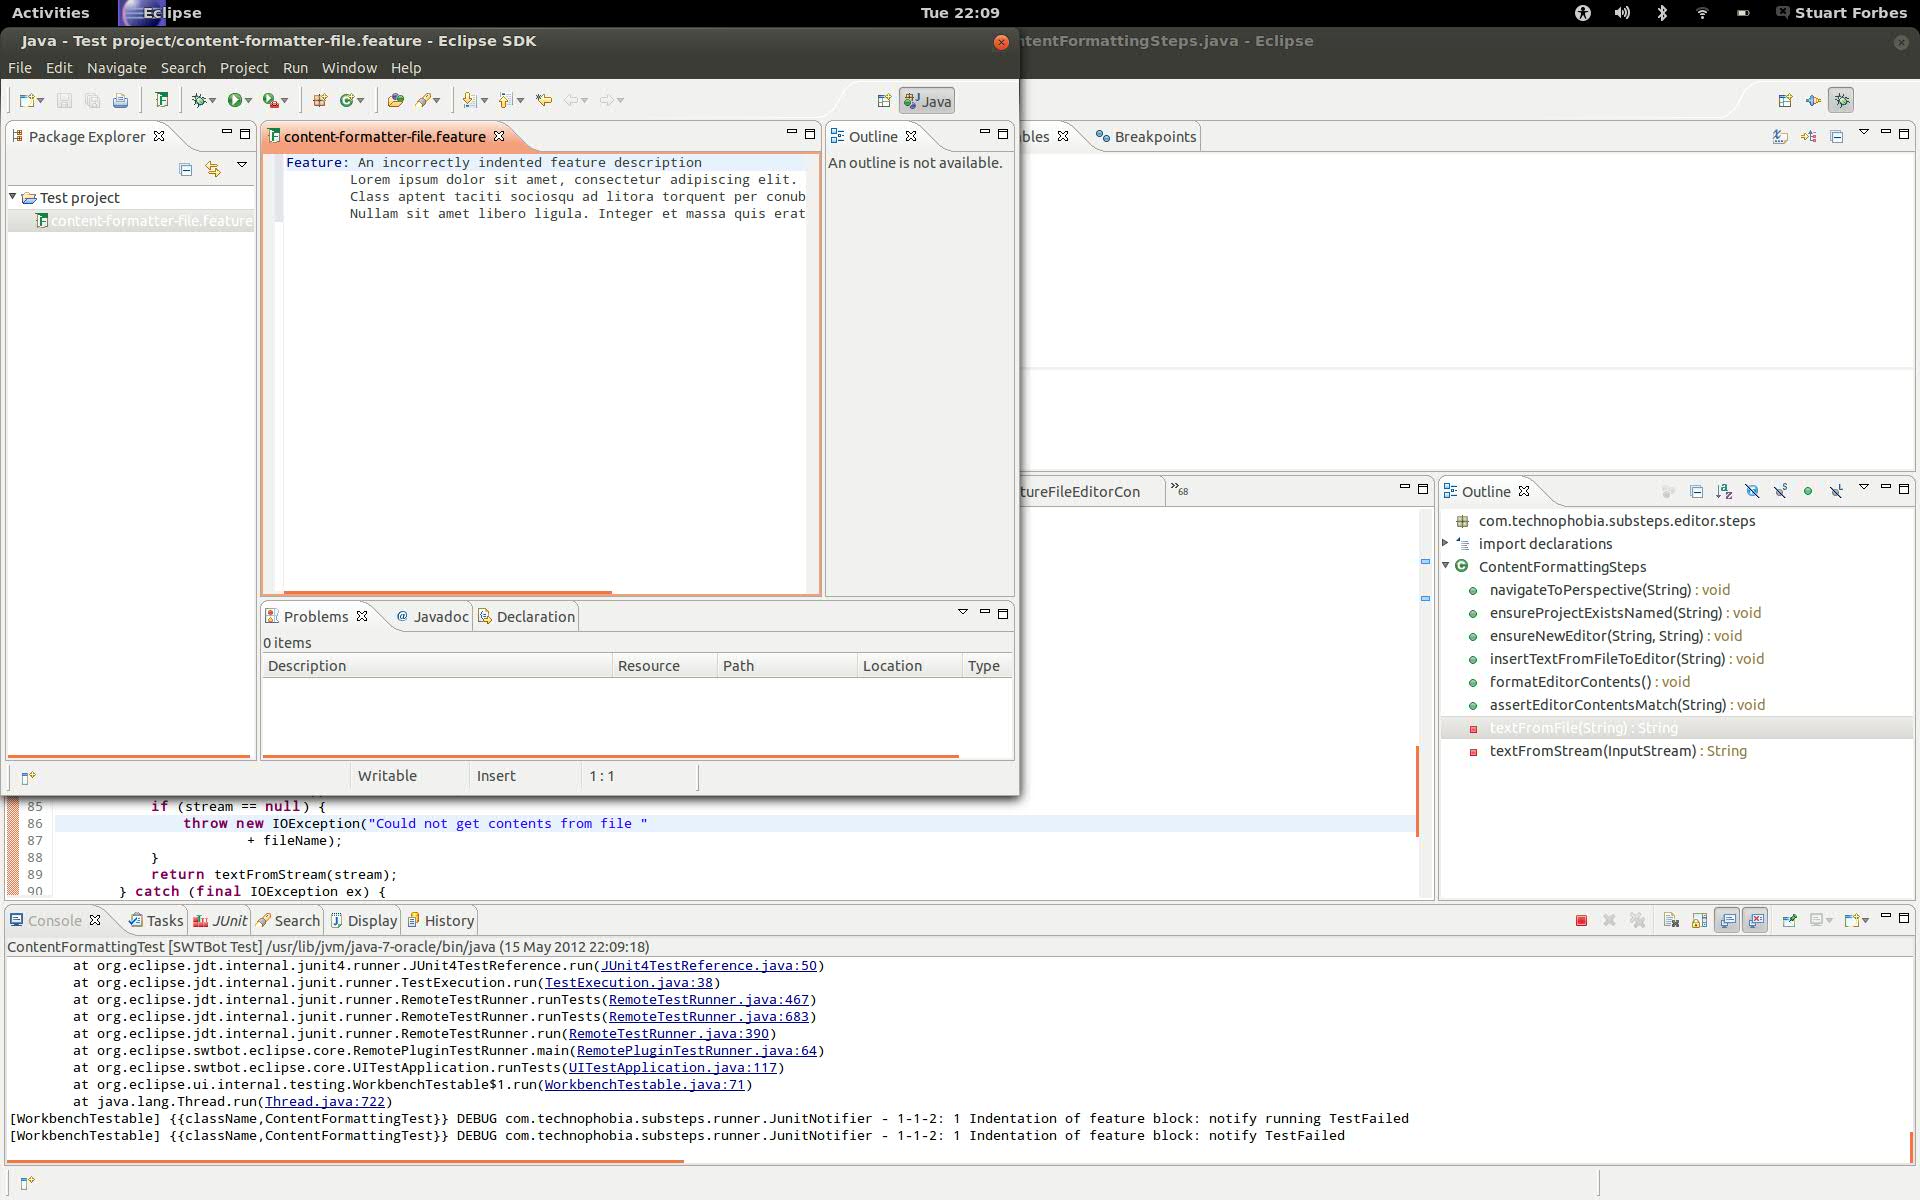 Activities
Eclipse
Tue 22:09
Stuart Forbes
Java - Test project/content-formatter-file.feature - Eclipse SDK
ntentFormattingSteps.java - Eclipse
File Edit Navigate Search Project Run Window Help
Java
Package Explorer
content-formatter-file.feature
Outline
bles
Breakpoints
Test project
content-formatter-file.feature
Feature: An incorrectly indented feature description
Lorem ipsum dolor sit amet, consectetur adipiscing elit.
Class aptent taciti sociosqu ad litora torquent per conub
Nullam sit amet libero ligula. Integer et massa quis erat
An outline is not available.
Problems
@ Javadoc
Declaration
0 items
Description Resource Path Location Type
Writable Insert 1 : 1
tureFileEditorCon
»68
Outline
com.technophobia.substeps.editor.steps
import declarations
ContentFormattingSteps
navigateToPerspective(String) : void
ensureProjectExistsNamed(String) : void
ensureNewEditor(String, String) : void
insertTextFromFileToEditor(String) : void
formatEditorContents() : void
assertEditorContentsMatch(String) : void
textFromFile(String) : String
textFromStream(InputStream) : String
85 if (stream == null) {
86 throw new IOException("Could not get contents from file "
87 + fileName);
88 }
89 return textFromStream(stream);
90 } catch (final IOException ex) {
Console Tasks JUnit Search Display History
ContentFormattingTest [SWTBot Test] /usr/lib/jvm/java-7-oracle/bin/java (15 May 2012 22:09:18)
at org.eclipse.jdt.internal.junit4.runner.JUnit4TestReference.run(JUnit4TestReference.java:50)
at org.eclipse.jdt.internal.junit.runner.TestExecution.run(TestExecution.java:38)
at org.eclipse.jdt.internal.junit.runner.RemoteTestRunner.runTests(RemoteTestRunner.java:467)
at org.eclipse.jdt.internal.junit.runner.RemoteTestRunner.runTests(RemoteTestRunner.java:683)
at org.eclipse.jdt.internal.junit.runner.RemoteTestRunner.run(RemoteTestRunner.java:390)
at org.eclipse.swtbot.eclipse.core.RemotePluginTestRunner.main(RemotePluginTestRunner.java:64)
at org.eclipse.swtbot.eclipse.core.UITestApplication.runTests(UITestApplication.java:117)
at org.eclipse.ui.internal.testing.WorkbenchTestable$1.run(WorkbenchTestable.java:71)
at java.lang.Thread.run(Thread.java:722)
[WorkbenchTestable] {{className,ContentFormattingTest}} DEBUG com.technophobia.substeps.runner.JunitNotifier - 1-1-2: 1 Indentation of feature block: notify running TestFailed
[WorkbenchTestable] {{className,ContentFormattingTest}} DEBUG com.technophobia.substeps.runner.JunitNotifier - 1-1-2: 1 Indentation of feature block: notify TestFailed